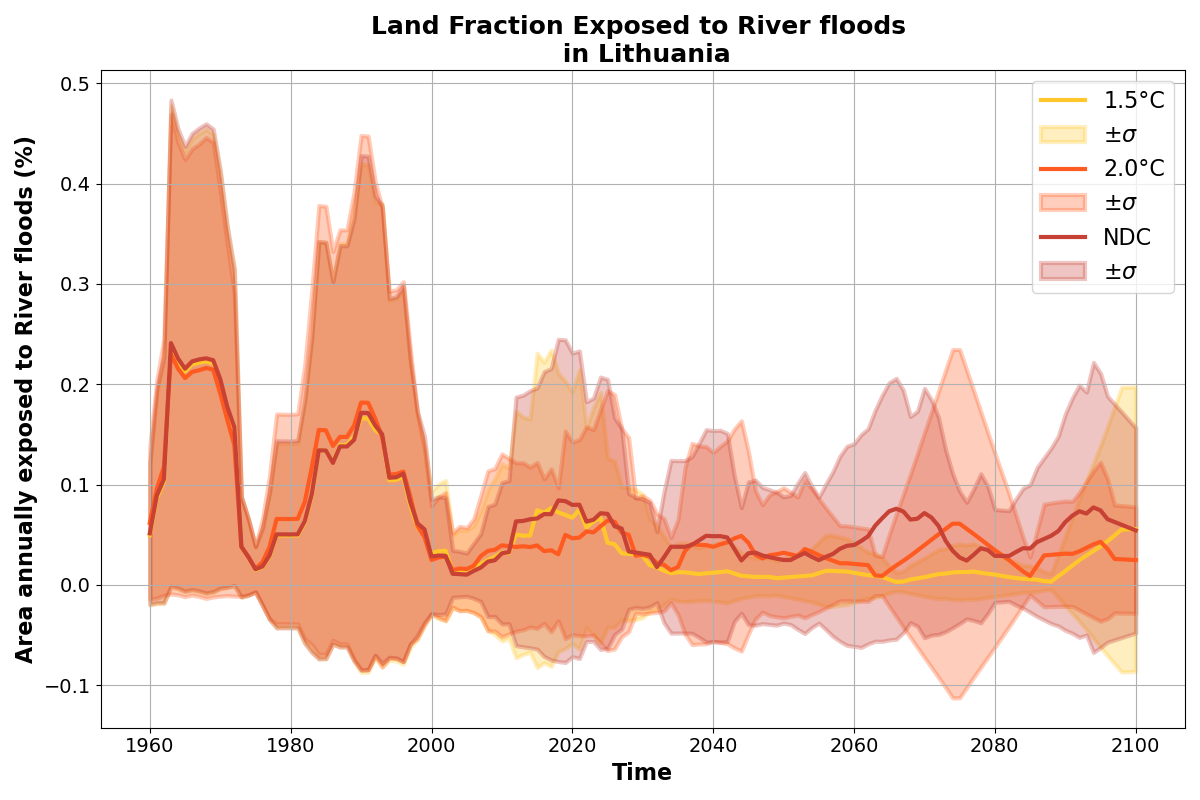 Land Fraction Exposed to River floods
in Lithuania
Area annually exposed to River floods (%)
0.5
0.4
0.3
0.2
0.1
0.0
−0.1
1960
1980
2000
2020
2040
2060
2080
2100
Time
1.5°C
±σ
2.0°C
±σ
NDC
±σ